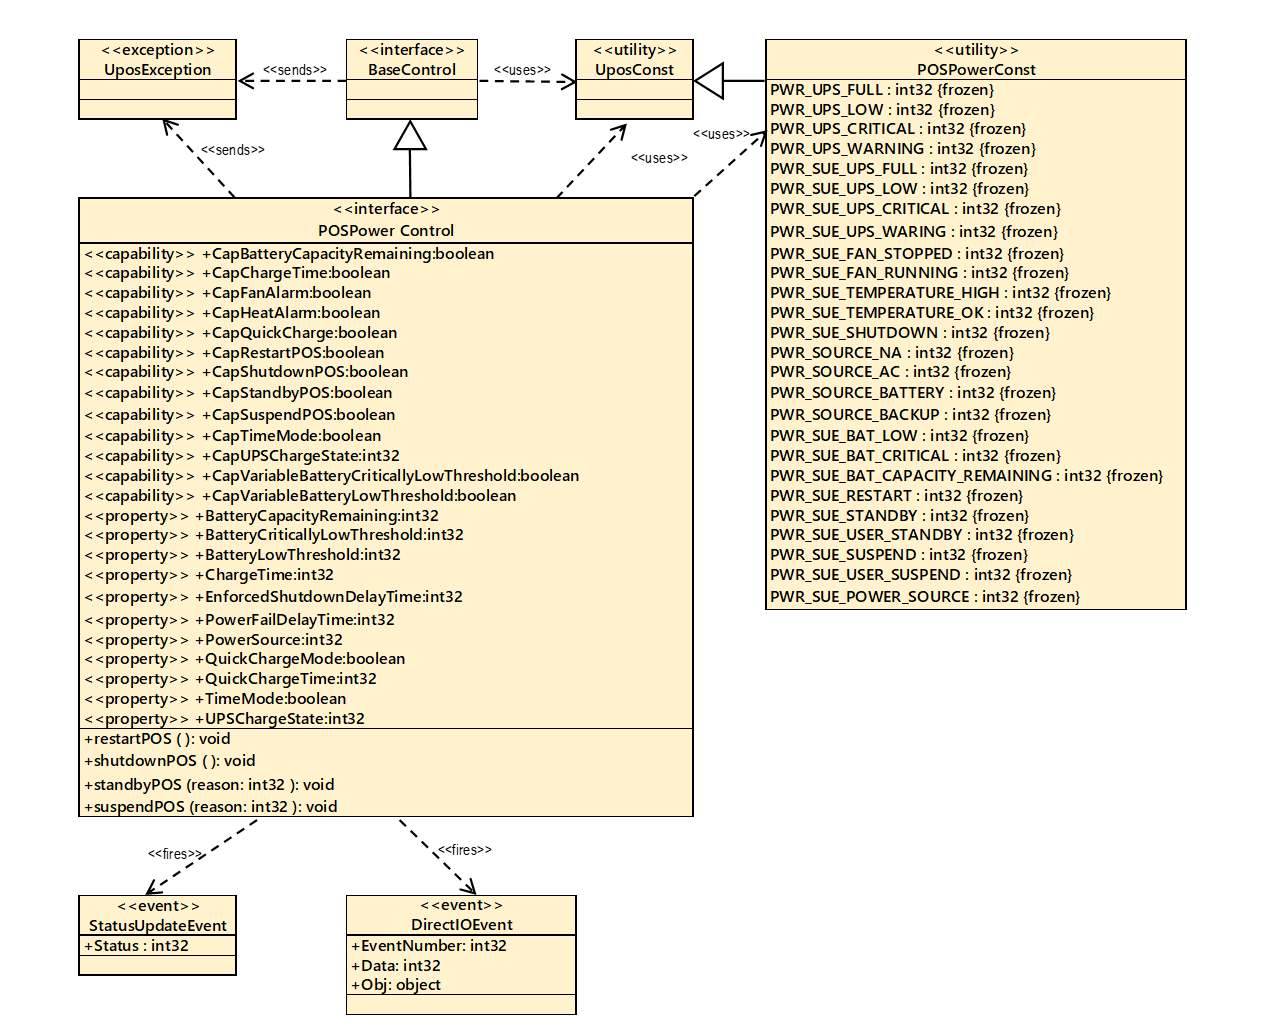 <<exception>>
UposException
<<sends>>
<<interface>>
BaseControl
<<uses>>
<<utility>>
UposConst
<<utility>>
POSPowerConst
PWR_UPS_FULL : int32 {frozen}
PWR_UPS_LOW : int32 {frozen}
PWR_UPS_CRITICAL : int32 {frozen}
PWR_UPS_WARNING : int32 {frozen}
PWR_SUE_UPS_FULL : int32 {frozen}
PWR_SUE_UPS_LOW : int32 {frozen}
PWR_SUE_UPS_CRITICAL : int32 {frozen}
PWR_SUE_UPS_WARING : int32 {frozen}
PWR_SUE_FAN_STOPPED : int32 {frozen}
PWR_SUE_FAN_RUNNING : int32 {frozen}
PWR_SUE_TEMPERATURE_HIGH : int32 {frozen}
PWR_SUE_TEMPERATURE_OK : int32 {frozen}
PWR_SUE_SHUTDOWN : int32 {frozen}
PWR_SOURCE_NA : int32 {frozen}
PWR_SOURCE_AC : int32 {frozen}
PWR_SOURCE_BATTERY : int32 {frozen}
PWR_SOURCE_BACKUP : int32 {frozen}
PWR_SUE_BAT_LOW : int32 {frozen}
PWR_SUE_BAT_CRITICAL : int32 {frozen}
PWR_SUE_BAT_CAPACITY_REMAINING : int32 {frozen}
PWR_SUE_RESTART : int32 {frozen}
PWR_SUE_STANDBY : int32 {frozen}
PWR_SUE_USER_STANDBY : int32 {frozen}
PWR_SUE_SUSPEND : int32 {frozen}
PWR_SUE_USER_SUSPEND : int32 {frozen}
PWR_SUE_POWER_SOURCE : int32 {frozen}
<<sends>>
<<uses>>
<<uses>>
<<interface>>
POSPower Control
<<capability>> +CapBatteryCapacityRemaining:boolean
<<capability>> +CapChargeTime:boolean
<<capability>> +CapFanAlarm:boolean
<<capability>> +CapHeatAlarm:boolean
<<capability>> +CapQuickCharge:boolean
<<capability>> +CapRestartPOS:boolean
<<capability>> +CapShutdownPOS:boolean
<<capability>> +CapStandbyPOS:boolean
<<capability>> +CapSuspendPOS:boolean
<<capability>> +CapTimeMode:boolean
<<capability>> +CapUPSChargeState:int32
<<capability>> +CapVariableBatteryCriticallyLowThreshold:boolean
<<capability>> +CapVariableBatteryLowThreshold:boolean
<<property>> +BatteryCapacityRemaining:int32
<<property>> +BatteryCriticallyLowThreshold:int32
<<property>> +BatteryLowThreshold:int32
<<property>> +ChargeTime:int32
<<property>> +EnforcedShutdownDelayTime:int32
<<property>> +PowerFailDelayTime:int32
<<property>> +PowerSource:int32
<<property>> +QuickChargeMode:boolean
<<property>> +QuickChargeTime:int32
<<property>> +TimeMode:boolean
<<property>> +UPSChargeState:int32
+restartPOS ( ): void
+shutdownPOS ( ): void
+standbyPOS (reason: int32 ): void
+suspendPOS (reason: int32 ): void
<<fires>>
<<fires>>
<<event>>
StatusUpdateEvent
+Status : int32
<<event>>
DirectIOEvent
+EventNumber: int32
+Data: int32
+Obj: object